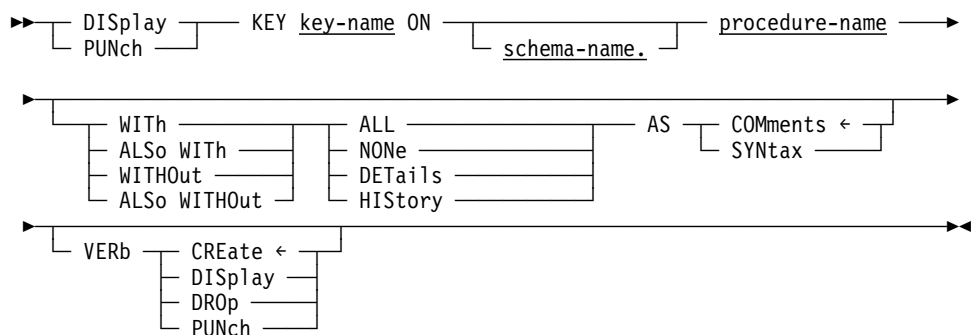 DISplay KEY key-name ON procedure-name
PUNch schema-name.
WITh ALL AS COMments ←
ALSo WITh NONe SYNtax
WITHOut DETails
ALSo WITHOut HIStory
VERb CREate ←
DISplay
DROp
PUNch